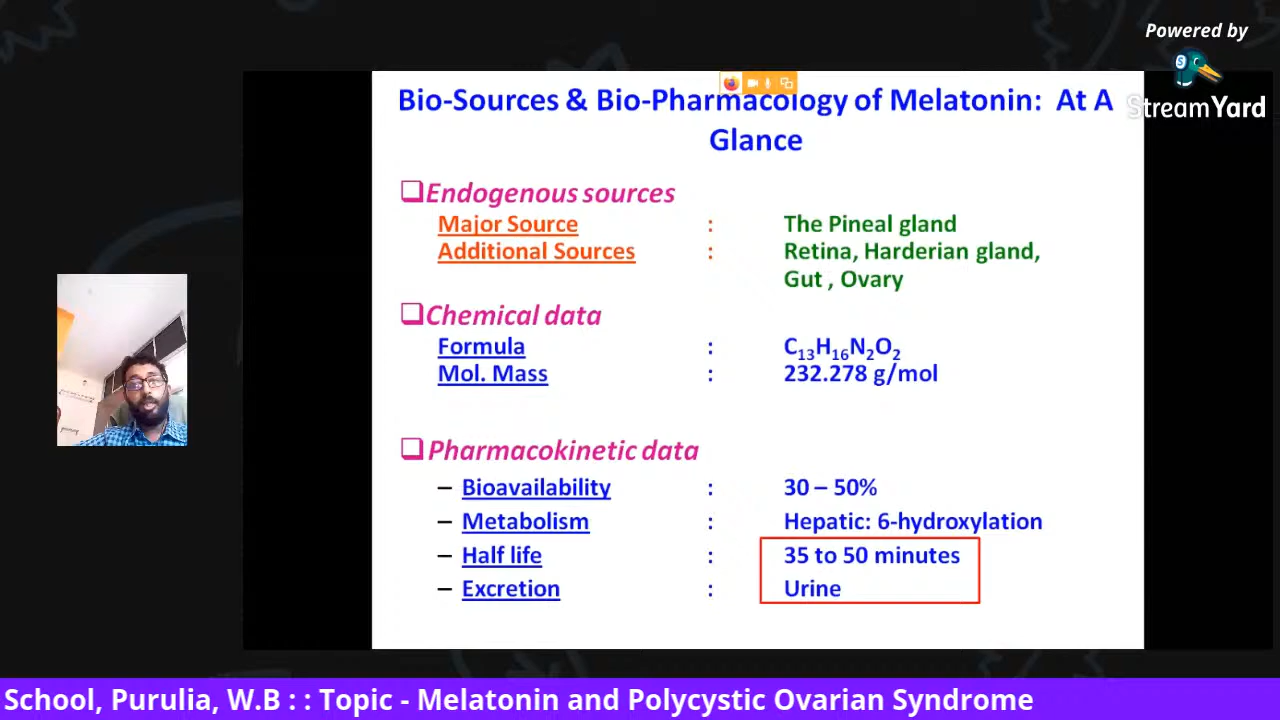 Powered by
StreamYard
Bio-Sources & Bio-Pharmacology of Melatonin: At A
Glance
Endogenous sources
Major Source : The Pineal gland
Additional Sources : Retina, Harderian gland,
Gut , Ovary
Chemical data
Formula : C₁₃H₁₆N₂O₂
Mol. Mass : 232.278 g/mol
Pharmacokinetic data
– Bioavailability : 30 – 50%
– Metabolism : Hepatic: 6-hydroxylation
– Half life : 35 to 50 minutes
– Excretion : Urine
School, Purulia, W.B : : Topic - Melatonin and Polycystic Ovarian Syndrome